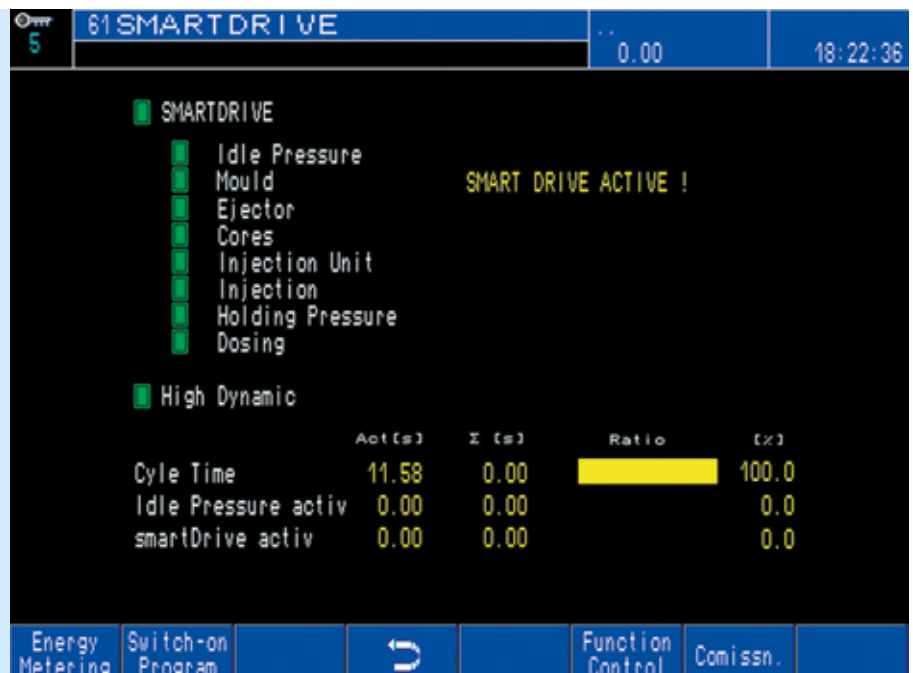 61 SMARTDRIVE
5
..
0.00
18:22:36
SMARTDRIVE
Idle Pressure
Mould
SMART DRIVE ACTIVE !
Ejector
Cores
Injection Unit
Injection
Holding Pressure
Dosing
High Dynamic
Act[s] Σ [s] Ratio [%]
Cyle Time 11.58 0.00 100.0
Idle Pressure activ 0.00 0.00 0.0
smartDrive activ 0.00 0.00 0.0
Energy Switch-on Function
Metering Program Control Comissn.